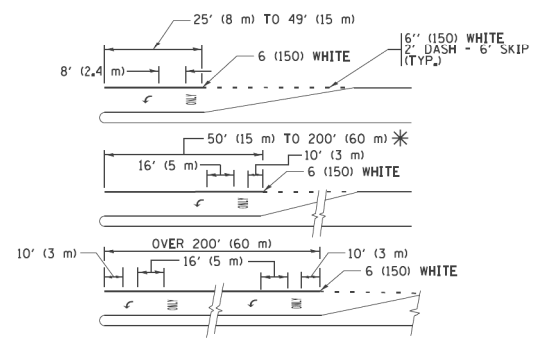 25' (8 m) TO 49' (15 m)
6'' (150) WHITE
2' DASH - 6' SKIP
(TYP.)
6 (150) WHITE
8' (2.4 m)
ONLY
50' (15 m) TO 200' (60 m) *
10' (3 m)
16' (5 m)
6 (150) WHITE
ONLY
OVER 200' (60 m)
10' (3 m)
16' (5 m)
10' (3 m)
6 (150) WHITE
ONLY
ONLY